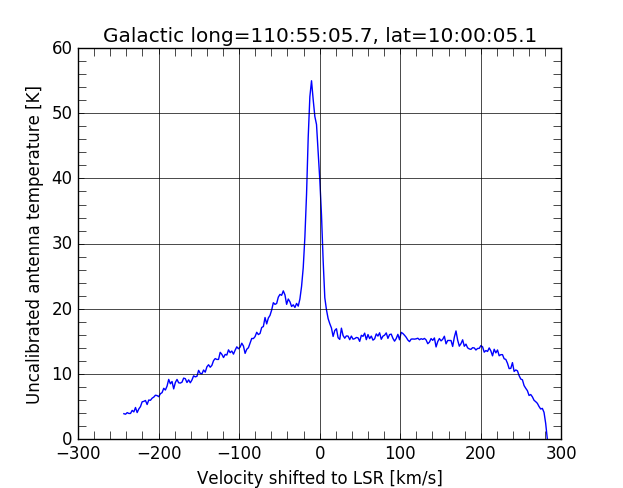 Galactic long=110:55:05.7, lat=10:00:05.1
60
50
40
30
20
10
0
Uncalibrated antenna temperature [K]
−300 −200 −100 0 100 200 300
Velocity shifted to LSR [km/s]